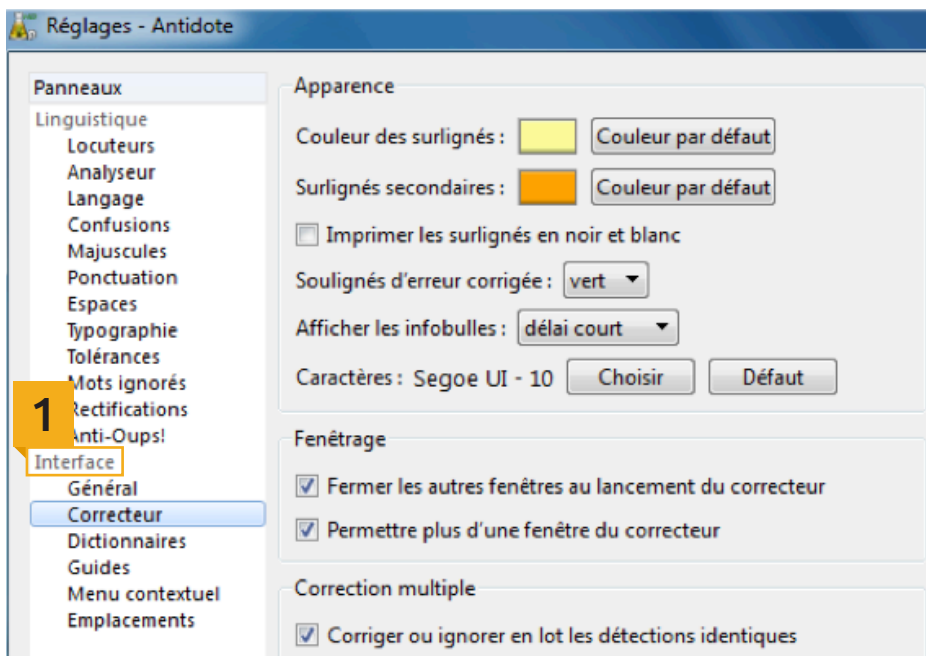 Réglages - Antidote
Panneaux
Linguistique
Locuteurs
Analyseur
Langage
Confusions
Majuscules
Ponctuation
Espaces
Typographie
Tolérances
Mots ignorés
Rectifications
1
Anti-Oups!
Interface
Général
Correcteur
Dictionnaires
Guides
Menu contextuel
Emplacements
Apparence
Couleur des surlignés : Couleur par défaut
Surlignés secondaires : Couleur par défaut
Imprimer les surlignés en noir et blanc
Soulignés d'erreur corrigée : vert
Afficher les infobulles : délai court
Caractères : Segoe UI - 10 Choisir Défaut
Fenêtrage
Fermer les autres fenêtres au lancement du correcteur
Permettre plus d'une fenêtre du correcteur
Correction multiple
Corriger ou ignorer en lot les détections identiques